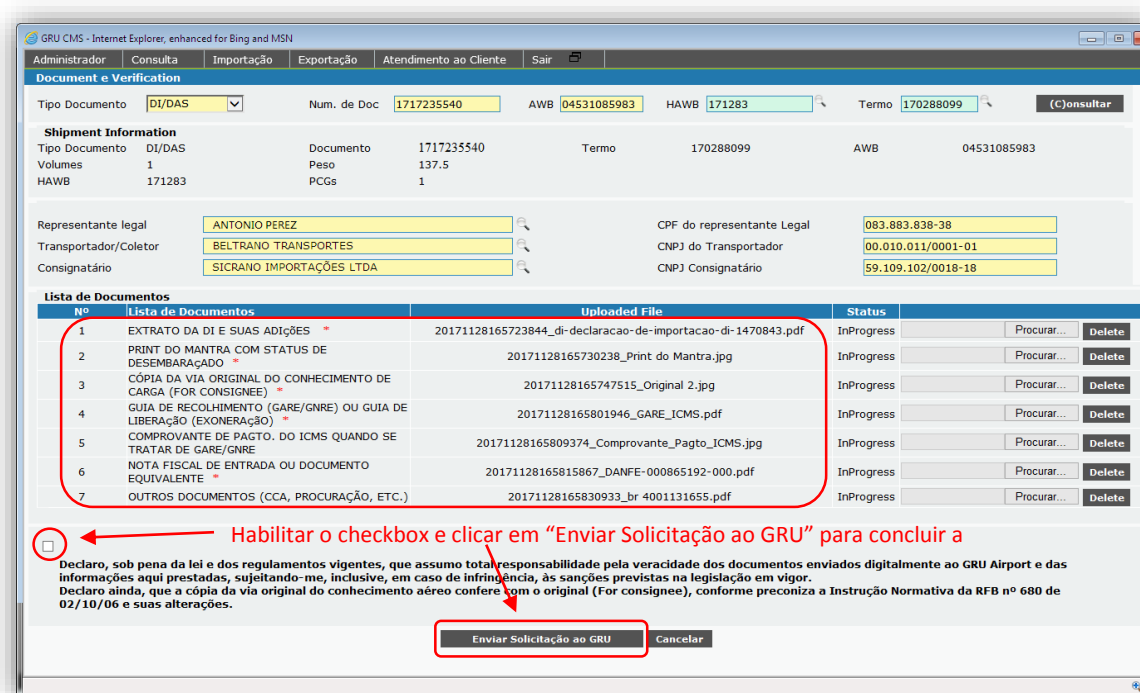 GRU CMS - Internet Explorer, enhanced for Bing and MSN
Administrador Consulta Importação Exportação Atendimento ao Cliente Sair
Document e Verification
Tipo Documento DI/DAS Num. de Doc 1717235540 AWB 04531085983 HAWB 171283 Termo 170288099 (C)onsultar
Shipment Information
Tipo Documento DI/DAS Documento 1717235540 Termo 170288099 AWB 04531085983
Volumes 1 Peso 137.5
HAWB 171283 PCGs 1
Representante legal ANTONIO PEREZ CPF do representante Legal 083.883.838-38
Transportador/Coletor BELTRANO TRANSPORTES CNPJ do Transportador 00.010.011/0001-01
Consignatário SICRANO IMPORTAÇÕES LTDA CNPJ Consignatário 59.109.102/0018-18
Lista de Documentos
Nº Lista de Documentos Uploaded File Status
1 EXTRATO DA DI E SUAS ADIçõES * 20171128165723844_di-declaracao-de-importacao-di-1470843.pdf InProgress Procurar... Delete
2 PRINT DO MANTRA COM STATUS DE
DESEMBARAçADO * 20171128165730238_Print do Mantra.jpg InProgress Procurar... Delete
3 CÓPIA DA VIA ORIGINAL DO CONHECIMENTO DE
CARGA (FOR CONSIGNEE) * 20171128165747515_Original 2.jpg InProgress Procurar... Delete
4 GUIA DE RECOLHIMENTO (GARE/GNRE) OU GUIA DE
LIBERAçãO (EXONERAçãO) * 20171128165801946_GARE_ICMS.pdf InProgress Procurar... Delete
5 COMPROVANTE DE PAGTO. DO ICMS QUANDO SE
TRATAR DE GARE/GNRE 20171128165809374_Comprovante_Pagto_ICMS.jpg InProgress Procurar... Delete
6 NOTA FISCAL DE ENTRADA OU DOCUMENTO
EQUIVALENTE * 20171128165815867_DANFE-000865192-000.pdf InProgress Procurar... Delete
7 OUTROS DOCUMENTOS (CCA, PROCURAÇÃO, ETC.) 20171128165830933_br 4001131655.pdf InProgress Procurar... Delete
Habilitar o checkbox e clicar em “Enviar Solicitação ao GRU” para concluir a
Declaro, sob pena da lei e dos regulamentos vigentes, que assumo total responsabilidade pela veracidade dos documentos enviados digitalmente ao GRU Airport e das
informações aqui prestadas, sujeitando-me, inclusive, em caso de infringência, às sanções previstas na legislação em vigor.
Declaro ainda, que a cópia da via original do conhecimento aéreo confere com o original (For consignee), conforme preconiza a Instrução Normativa da RFB nº 680 de
02/10/06 e suas alterações.
Enviar Solicitação ao GRU Cancelar